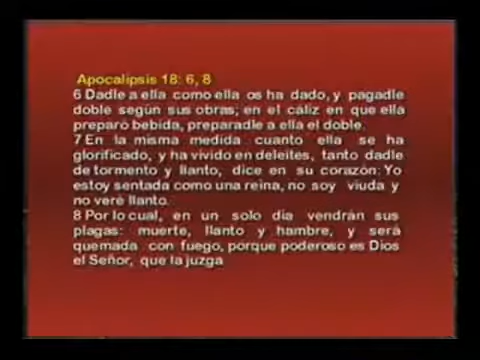 Apocalipsis 18: 6, 8
6 Dadle a ella como ella os ha dado, y pagadle
doble según sus obras; en el cáliz en que ella
preparó bebida, preparadle a ella el doble.
7 En la misma medida cuanto ella se ha
glorificado, y ha vivido en deleites, tanto dadle
de tormento y llanto, dice en su corazón: Yo
estoy sentada como una reina, no soy viuda y
no veré llanto.
8 Por lo cual, en un solo día vendrán sus
plagas: muerte, llanto y hambre, y será
quemada con fuego, porque poderoso es Dios
el Señor, que la juzga